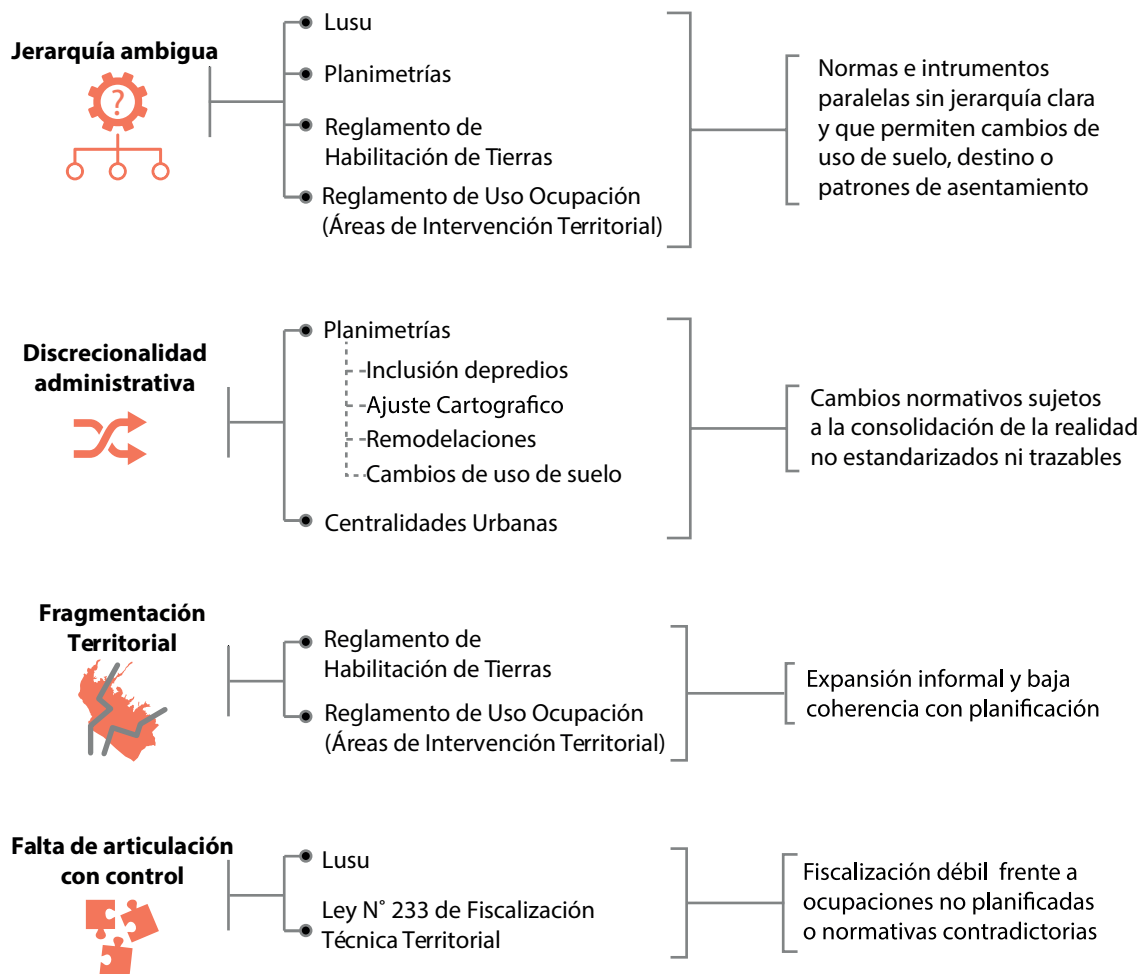 Jerarquía ambigua
?
Lusu
Planimetrías
Reglamento de
Habilitación de Tierras
Reglamento de Uso Ocupación
(Áreas de Intervención Territorial)
Normas e intrumentos
paralelas sin jerarquía clara
y que permiten cambios de
uso de suelo, destino o
patrones de asentamiento
Discrecionalidad
administrativa
Planimetrías
Inclusión depredios
Ajuste Cartografico
Remodelaciones
Cambios de uso de suelo
Centralidades Urbanas
Cambios normativos sujetos
a la consolidación de la realidad
no estandarizados ni trazables
Fragmentación
Territorial
Reglamento de
Habilitación de Tierras
Reglamento de Uso Ocupación
(Áreas de Intervención Territorial)
Expansión informal y baja
coherencia con planificación
Falta de articulación
con control
Lusu
Ley N° 233 de Fiscalización
Técnica Territorial
Fiscalización débil frente a
ocupaciones no planificadas
o normativas contradictorias